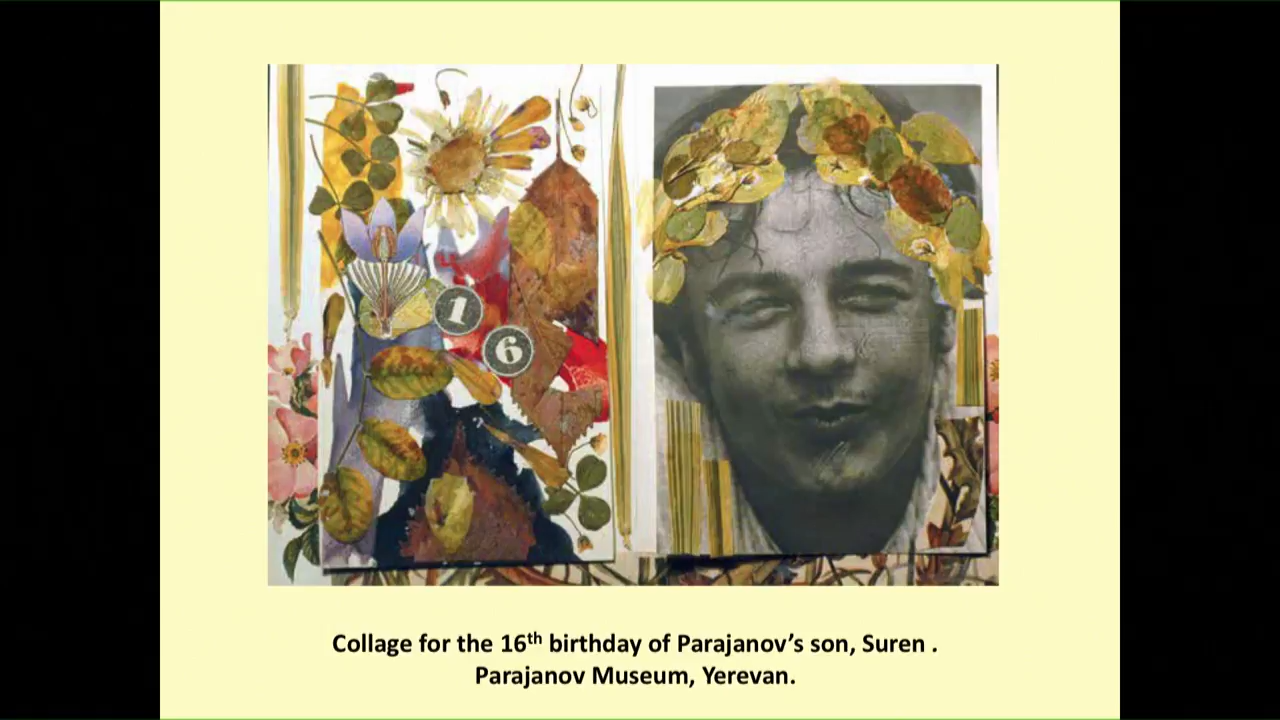 1
6
Collage for the 16th birthday of Parajanov's son, Suren .
Parajanov Museum, Yerevan.